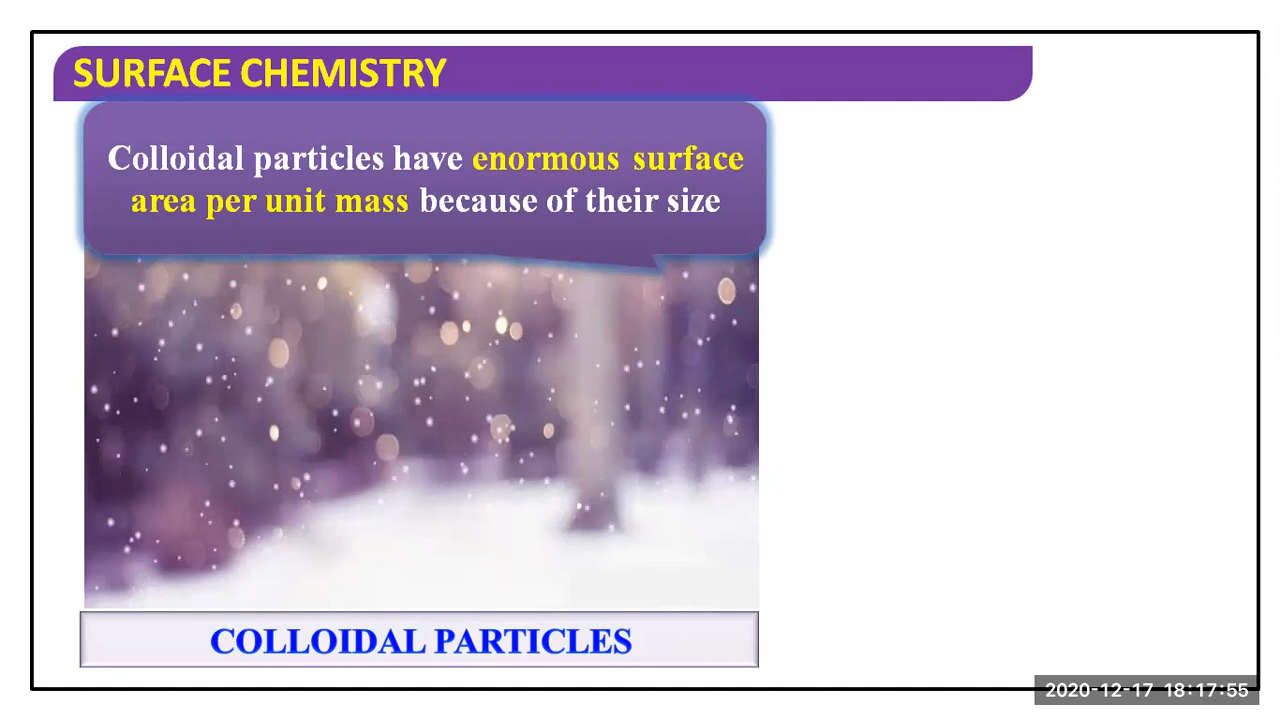 SURFACE CHEMISTRY
Colloidal particles have enormous surface
area per unit mass because of their size
COLLOIDAL PARTICLES
2020-12-17 18:17:55